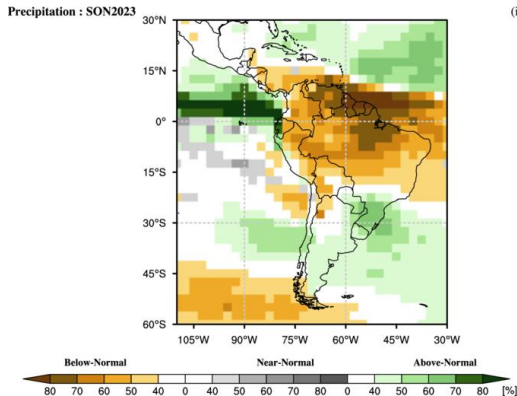 Precipitation : SON2023
(i
30°N
15°N
0°
15°S
30°S
45°S
60°S
105°W 90°W 75°W 60°W 45°W 30°W
Below-Normal Near-Normal Above-Normal
80 70 60 50 40 0 40 50 60 70 80 0 40 50 60 70 80 [%]